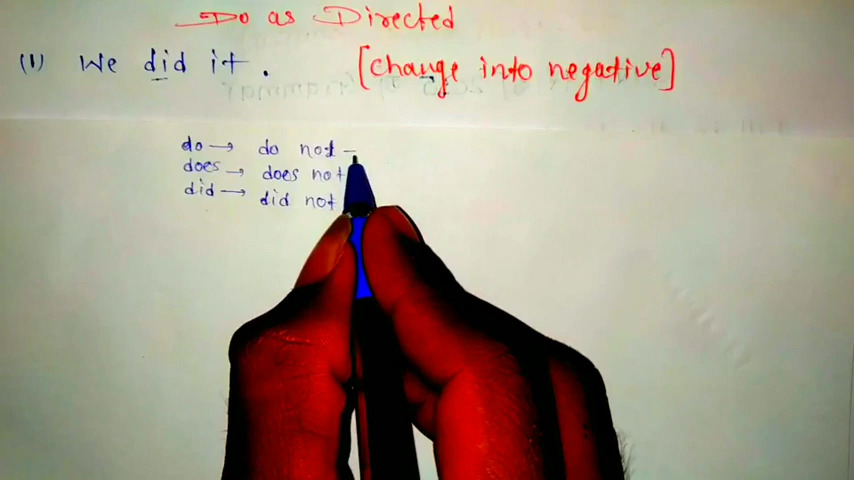 Do as Directed
(1) We did it. [change into negative]
do → do not –
does → does not
did → did not